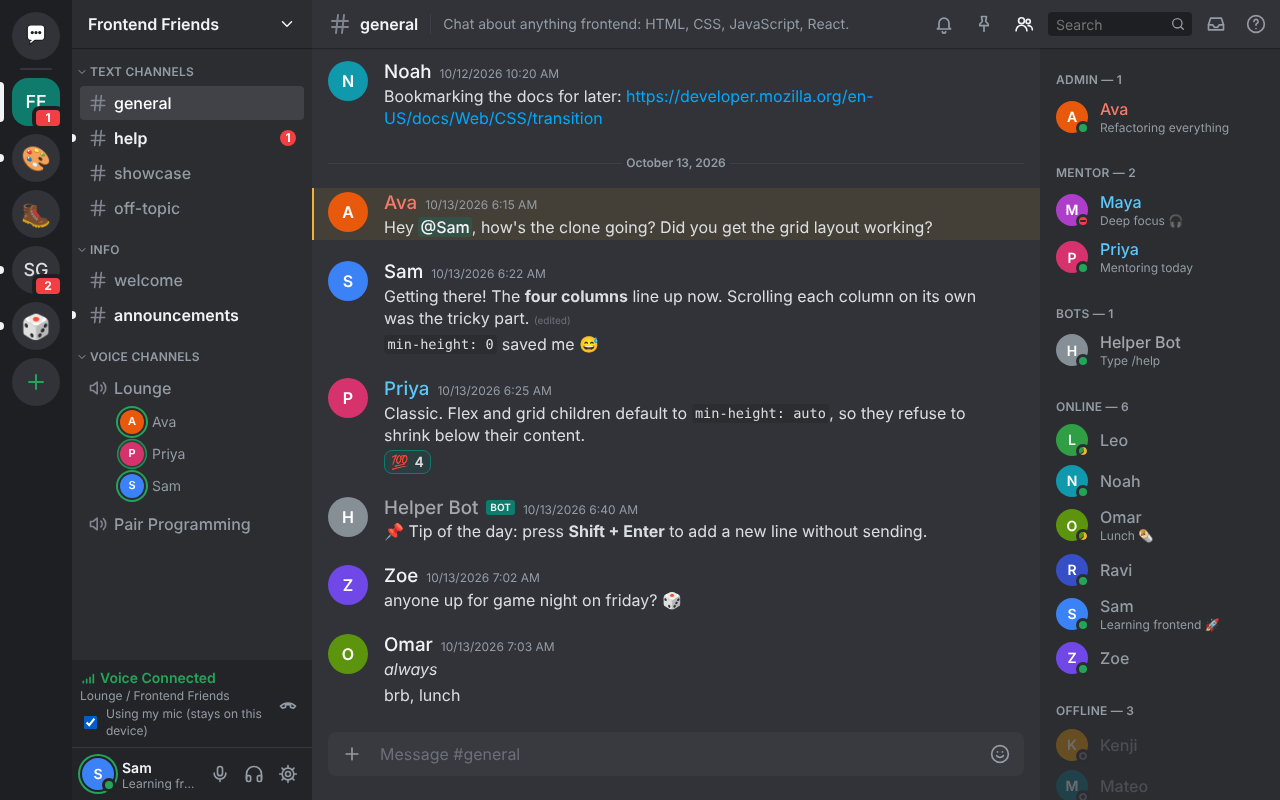 FF
1
SG
2
Frontend Friends
TEXT CHANNELS
general
help
1
showcase
off-topic
INFO
welcome
announcements
VOICE CHANNELS
Lounge
A Ava
P Priya
S Sam
Pair Programming
Voice Connected
Lounge / Frontend Friends
Using my mic (stays on this
device)
S
Sam
Learning fr...
# general
Chat about anything frontend: HTML, CSS, JavaScript, React.
Search
N
Noah 10/12/2026 10:20 AM
Bookmarking the docs for later: https://developer.mozilla.org/en-
US/docs/Web/CSS/transition
October 13, 2026
A
Ava 10/13/2026 6:15 AM
Hey @Sam, how's the clone going? Did you get the grid layout working?
S
Sam 10/13/2026 6:22 AM
Getting there! The four columns line up now. Scrolling each column on its own
was the tricky part. (edited)
min-height: 0 saved me 😅
P
Priya 10/13/2026 6:25 AM
Classic. Flex and grid children default to min-height: auto, so they refuse to
shrink below their content.
💯 4
H
Helper Bot BOT 10/13/2026 6:40 AM
📌 Tip of the day: press Shift + Enter to add a new line without sending.
Z
Zoe 10/13/2026 7:02 AM
anyone up for game night on friday? 🎲
O
Omar 10/13/2026 7:03 AM
always
brb, lunch
Message #general
ADMIN — 1
A
Ava
Refactoring everything
MENTOR — 2
M
Maya
Deep focus 🎧
P
Priya
Mentoring today
BOTS — 1
H
Helper Bot
Type /help
ONLINE — 6
L
Leo
N
Noah
O
Omar
Lunch 🌯
R
Ravi
S
Sam
Learning frontend 🚀
Z
Zoe
OFFLINE — 3
K
Kenji
M
Mateo